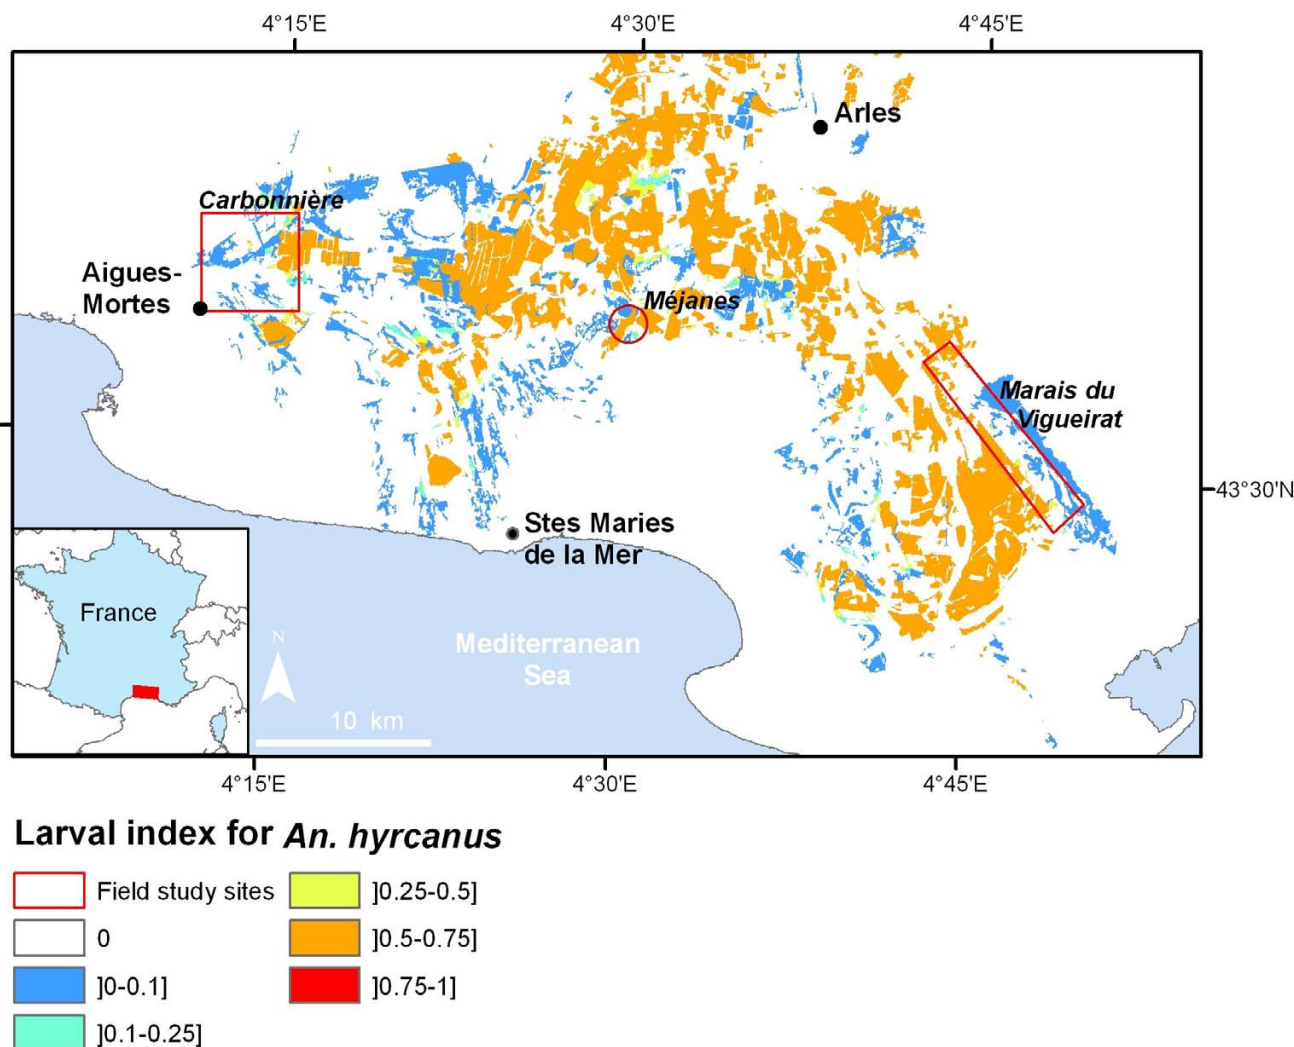 4°15'E
4°30'E
4°45'E
Arles
Carbonnière
Aigues-
Mortes
Méjanes
Marais du
Vigueirat
43°30'N
Stes Maries
de la Mer
France
N
Mediterranean
Sea
10 km
4°15'E
4°30'E
4°45'E
Larval index for An. hyrcanus
Field study sites
0
]0-0.1]
]0.1-0.25]
]0.25-0.5]
]0.5-0.75]
]0.75-1]